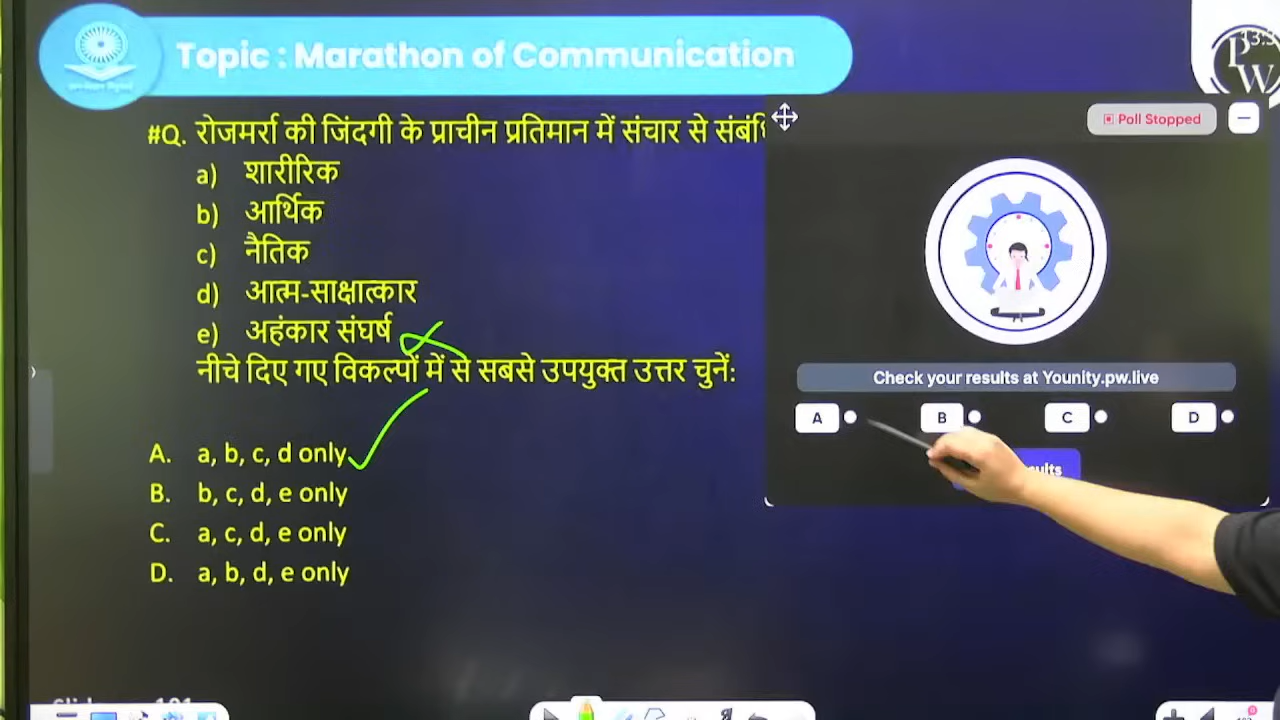 Topic : Marathon of Communication
#Q. रोजमर्रा की जिंदगी के प्राचीन प्रतिमान में संचार से
a) शारीरिक
b) आर्थिक
c) नैतिक
d) आत्म-साक्षात्कार
e) अहंकार संघर्ष
नीचे दिए गए विकल्पों में से सबसे उपयुक्त उत्तर चुनें:
A. a, b, c, d only
B. b, c, d, e only
C. a, c, d, e only
D. a, b, d, e only
PW
Poll Stopped
Check your results at Younity.pw.live
A B C D